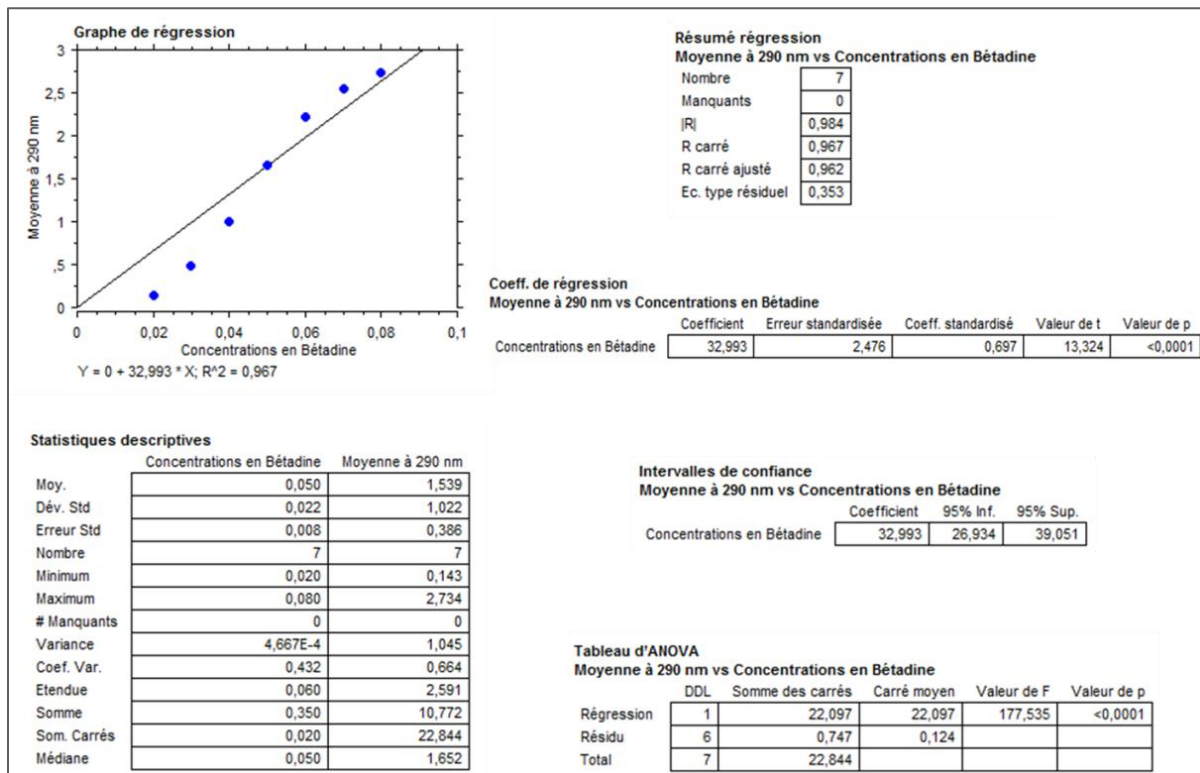 Graphe de régression
3
2,5
2
1,5
1
,5
0
Moyenne à 290 nm
0 0,02 0,04 0,06 0,08 0,1
Concentrations en Bétadine
Y = 0 + 32,993 * X; R^2 = 0,967
Résumé régression
Moyenne à 290 nm vs Concentrations en Bétadine
Nombre 7
Manquants 0
|R| 0,984
R carré 0,967
R carré ajusté 0,962
Ec. type résiduel 0,353
Coeff. de régression
Moyenne à 290 nm vs Concentrations en Bétadine
Coefficient Erreur standardisée Coeff. standardisé Valeur de t Valeur de p
Concentrations en Bétadine 32,993 2,476 0,697 13,324 <0,0001
Statistiques descriptives
Concentrations en Bétadine Moyenne à 290 nm
Moy. 0,050 1,539
Dév. Std 0,022 1,022
Erreur Std 0,008 0,386
Nombre 7 7
Minimum 0,020 0,143
Maximum 0,080 2,734
# Manquants 0 0
Variance 4,667E-4 1,045
Coef. Var. 0,432 0,664
Etendue 0,060 2,591
Somme 0,350 10,772
Som. Carrés 0,020 22,844
Médiane 0,050 1,652
Intervalles de confiance
Moyenne à 290 nm vs Concentrations en Bétadine
Coefficient 95% Inf. 95% Sup.
Concentrations en Bétadine 32,993 26,934 39,051
Tableau d'ANOVA
Moyenne à 290 nm vs Concentrations en Bétadine
DDL Somme des carrés Carré moyen Valeur de F Valeur de p
Régression 1 22,097 22,097 177,535 <0,0001
Résidu 6 0,747 0,124
Total 7 22,844